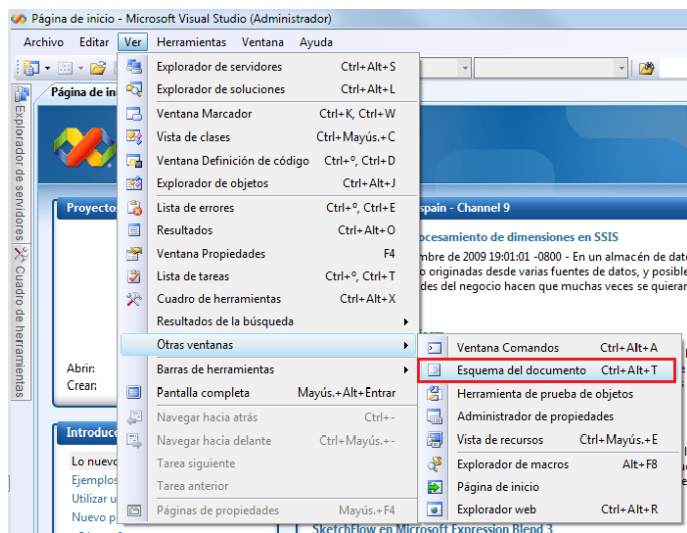 Página de inicio - Microsoft Visual Studio (Administrador)
Archivo Editar Ver Herramientas Ventana Ayuda
Página de in
Explorador de servidores
Cuadro de herramientas
Explorador de servidores Ctrl+Alt+S
Explorador de soluciones Ctrl+Alt+L
Ventana Marcador Ctrl+K, Ctrl+W
Vista de clases Ctrl+Mayús.+C
Ventana Definición de código Ctrl+º, Ctrl+D
Explorador de objetos Ctrl+Alt+J
Lista de errores Ctrl+º, Ctrl+E
Resultados Ctrl+Alt+O
Ventana Propiedades F4
Lista de tareas Ctrl+º, Ctrl+T
Cuadro de herramientas Ctrl+Alt+X
Resultados de la búsqueda
Otras ventanas
Barras de herramientas
Pantalla completa Mayús.+Alt+Entrar
Navegar hacia atrás Ctrl+-
Navegar hacia delante Ctrl+Mayús.+-
Tarea siguiente
Tarea anterior
Páginas de propiedades Mayús.+F4
Ventana Comandos Ctrl+Alt+A
Esquema del documento Ctrl+Alt+T
Herramienta de prueba de objetos
Administrador de propiedades
Vista de recursos Ctrl+Mayús.+E
Explorador de macros Alt+F8
Página de inicio
Explorador web Ctrl+Alt+R
Proyecto
Abrir:
Crear:
Introducc
Lo nuevo
Ejemplos
Utilizar u
Nuevo p
spain - Channel 9
ocesamiento de dimensiones en SSIS
mbre de 2009 19:01:01 -0800 - En un almacén de dat
o originadas desde varias fuentes de datos, y posible
des del negocio hacen que muchas veces se quieran
SketchFlow en Microsoft Expression Blend 3